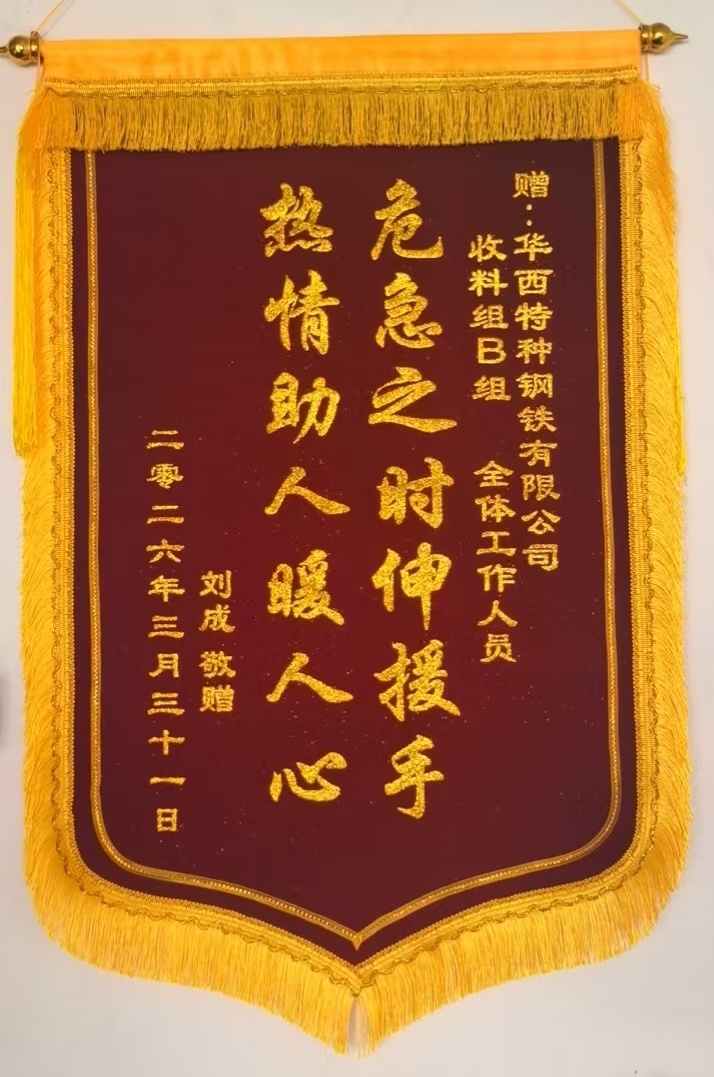 赠：华西特种钢铁有限公司
收料组B组 全体工作人员
危急之时伸援手
热情助人暖人心
刘成 敬赠
二零二六年三月三十一日